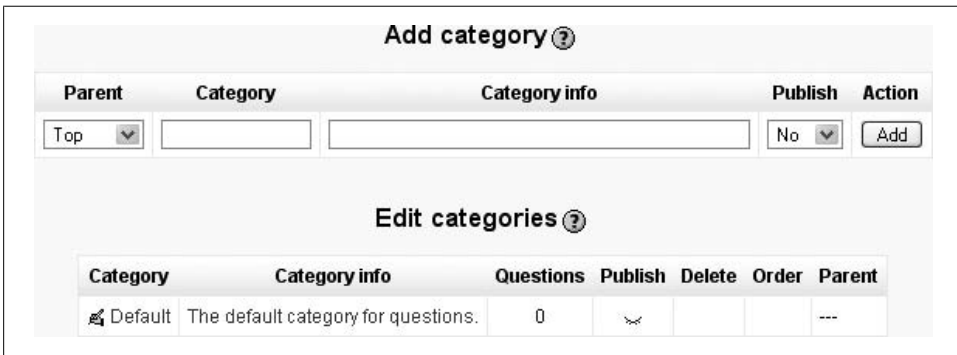 Add category ?
Parent Category Category info Publish Action
Top No Add
Edit categories ?
Category Category info Questions Publish Delete Order Parent
Default The default category for questions. 0 ---